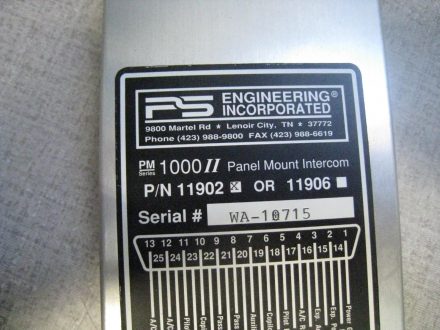 PS ENGINEERING®
INCORPORATED
9800 Martel Rd ★ Lenoir City, TN ★ 37772
Phone (423) 988-9800 FAX (423) 988-6619
PM Series 1000 II Panel Mount Intercom
P/N 11902 ☒ OR 11906
Serial # WA-10715
13 12 11 10 9 8 7 6 5 4 3 2 1
25 24 23 22 21 20 19 18 17 16 15 14